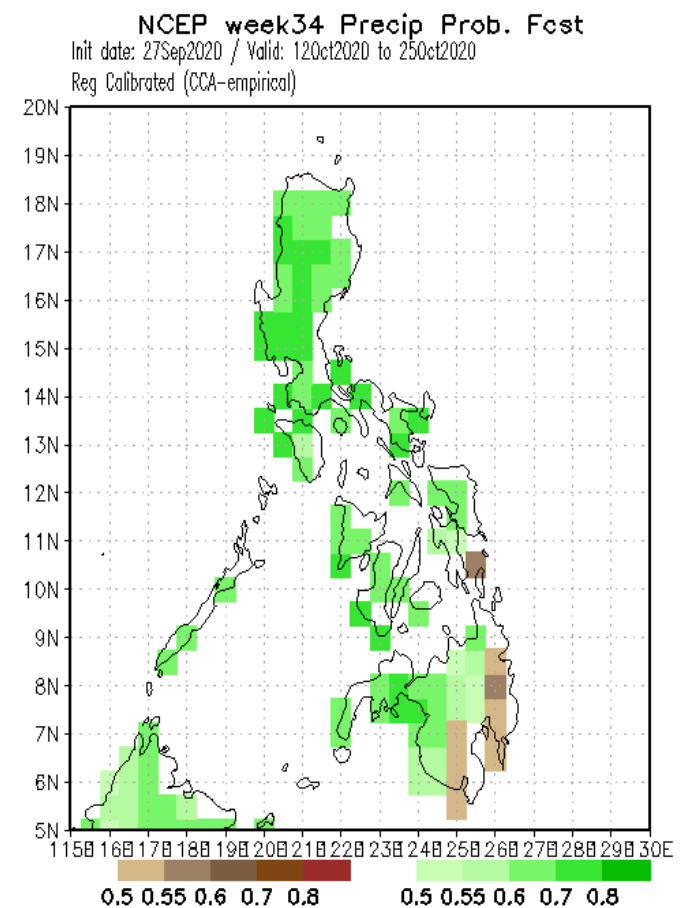 NCEP week34 Precip Prob. Fcst
Init date: 27Sep2020 / Valid: 12Oct2020 to 25Oct2020
Reg Calibrated (CCA-empirical)
20N
19N
18N
17N
16N
15N
14N
13N
12N
11N
10N
9N
8N
7N
6N
5N
115E 116E 117E 118E 119E 120E 121E 122E 123E 124E 125E 126E 127E 128E 129E 130E
0.5 0.55 0.6 0.7 0.8 0.5 0.55 0.6 0.7 0.8